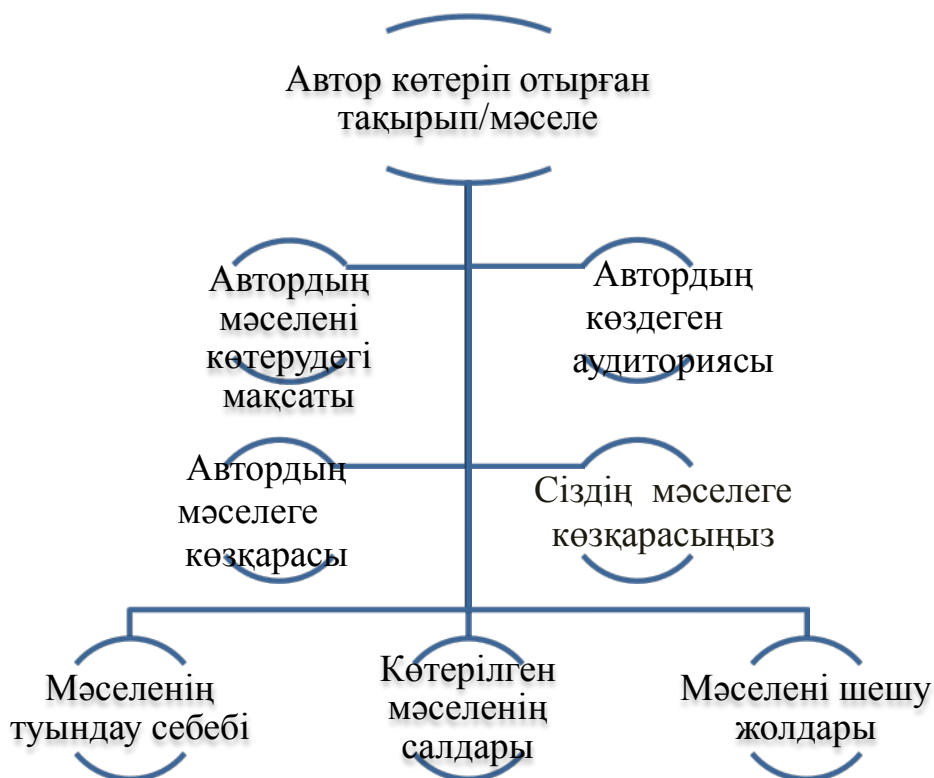 Автор көтеріп отырған
тақырып/мәселе
Автордың
мәселені
көтерудегі
мақсаты
Автордың
көздеген
аудиториясы
Автордың
мәселеге
көзқарасы
Сіздің мәселеге
көзқарасыңыз
Мәселенің
туындау себебі
Көтерілген
мәселенің
салдары
Мәселені шешу
жолдары